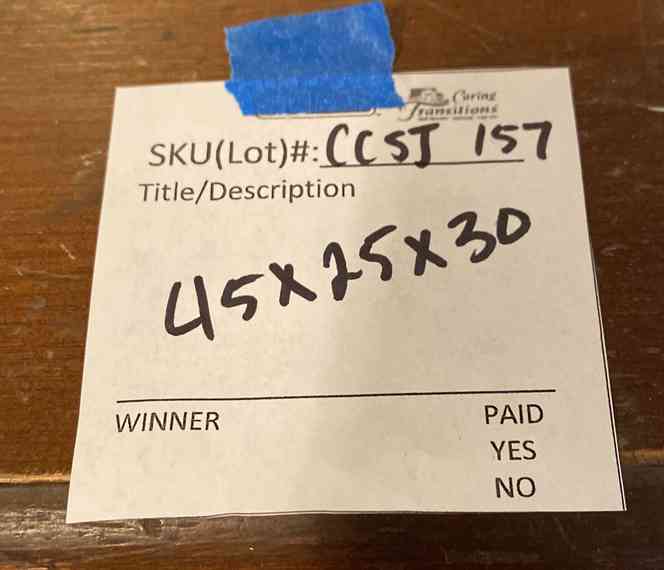 Caring
Transitions
SKU(Lot)#: CCSJ 157
Title/Description
45x25x30
WINNER
PAID
YES
NO